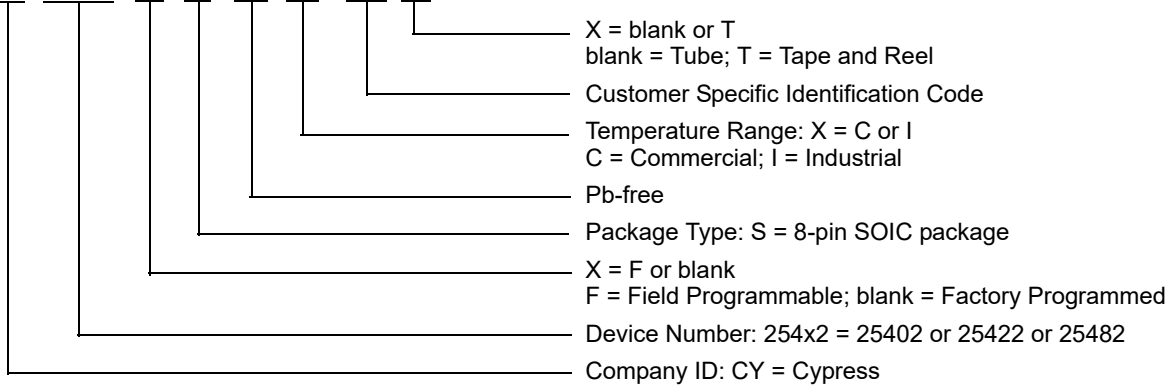 X = blank or T
blank = Tube; T = Tape and Reel
Customer Specific Identification Code
Temperature Range: X = C or I
C = Commercial; I = Industrial
Pb-free
Package Type: S = 8-pin SOIC package
X = F or blank
F = Field Programmable; blank = Factory Programmed
Device Number: 254x2 = 25402 or 25422 or 25482
Company ID: CY = Cypress